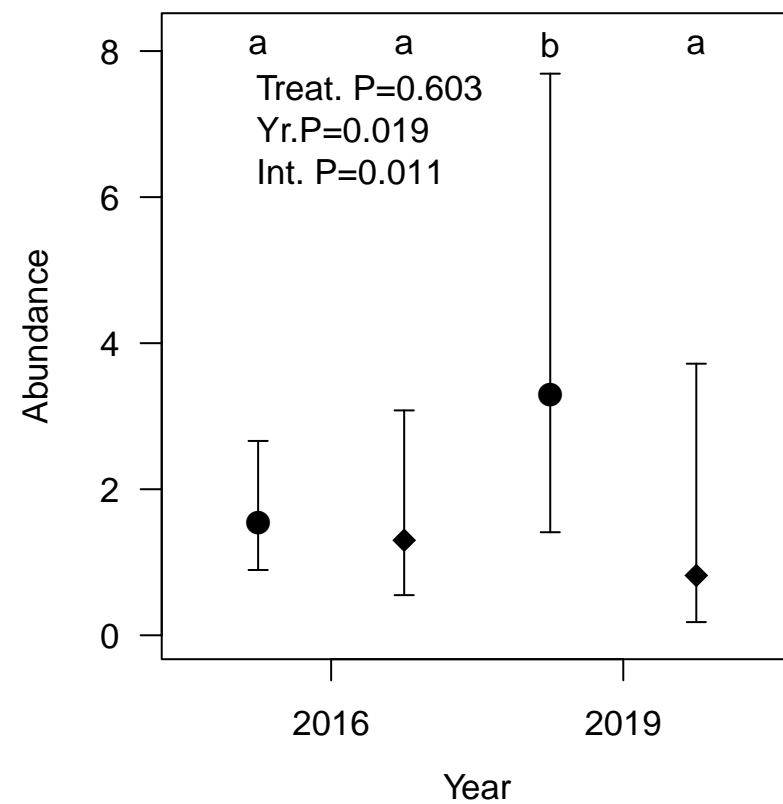 a a b a
Treat. P=0.603
Yr.P=0.019
Int. P=0.011
8
6
4
2
0
Abundance
2016 2019
Year